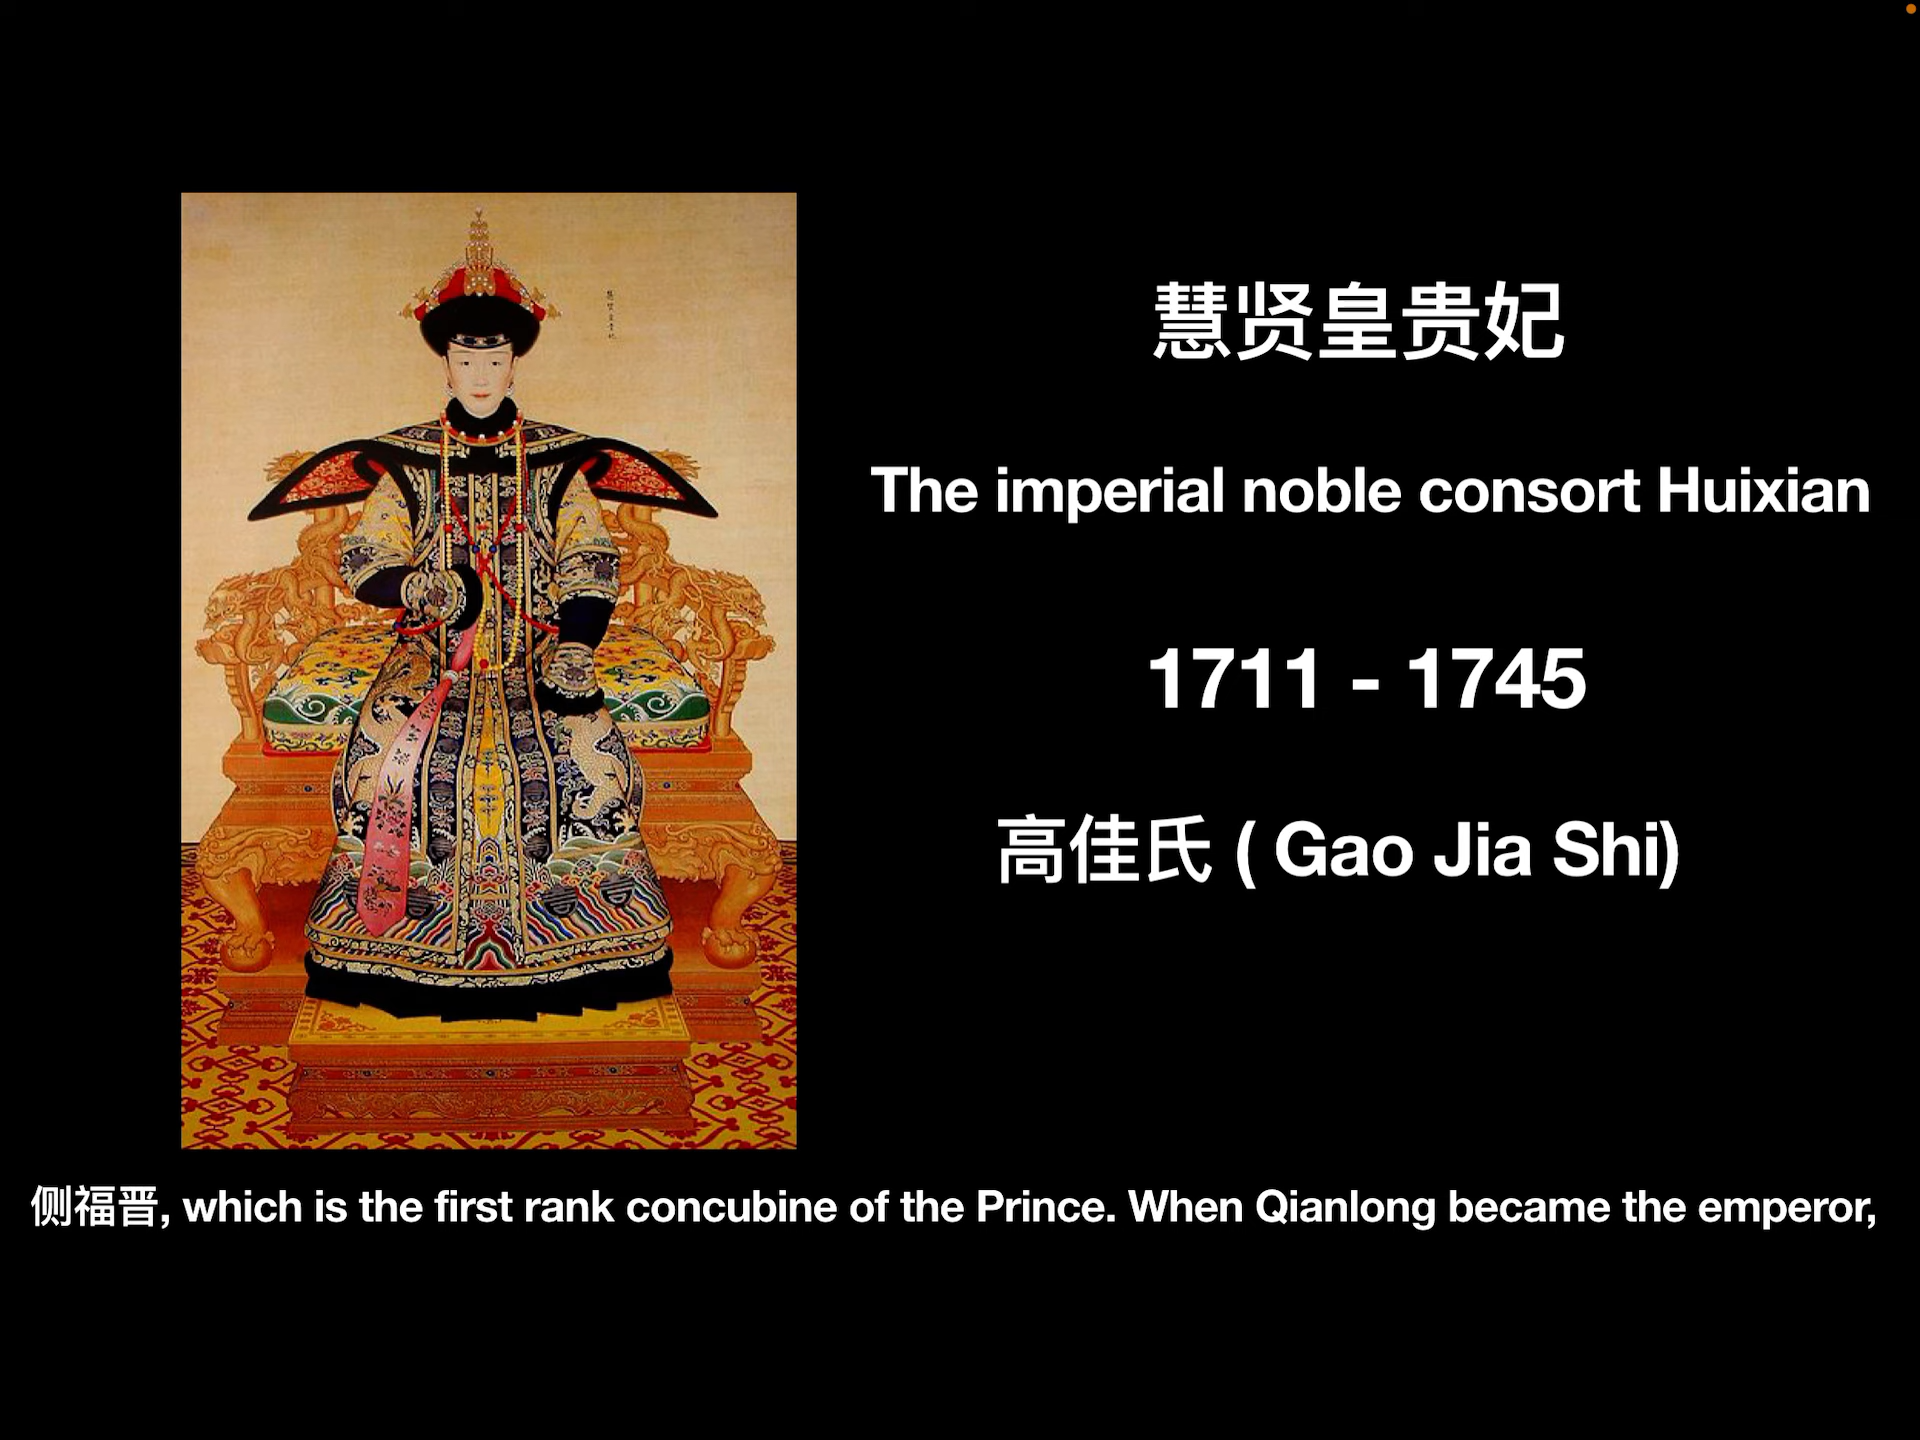 慧贤皇贵妃
The imperial noble consort Huixian
1711 - 1745
高佳氏 ( Gao Jia Shi)
侧福晋, which is the first rank concubine of the Prince. When Qianlong became the emperor,